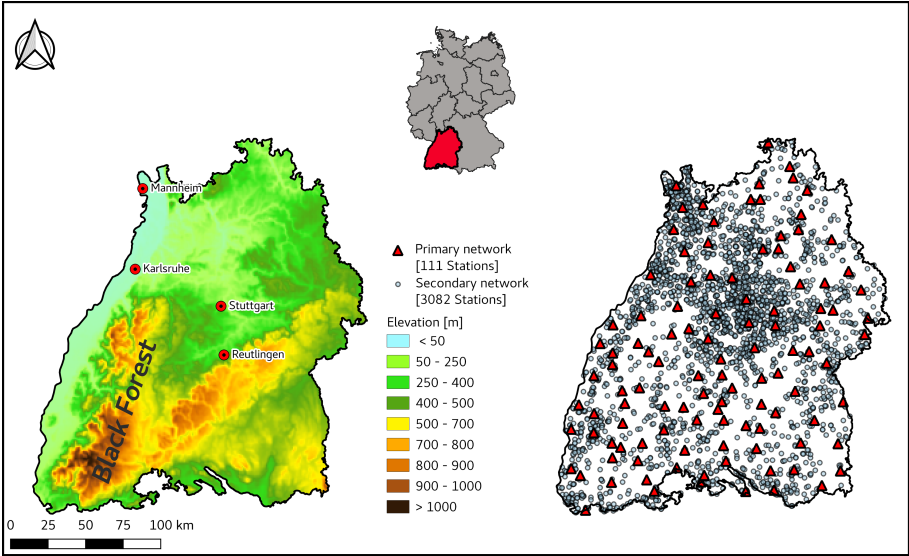 Mannheim
Karlsruhe
Stuttgart
Reutlingen
Black Forest
Primary network
[111 Stations]
Secondary network
[3082 Stations]
Elevation [m]
< 50
50 - 250
250 - 400
400 - 500
500 - 700
700 - 800
800 - 900
900 - 1000
> 1000
0 25 50 75 100 km